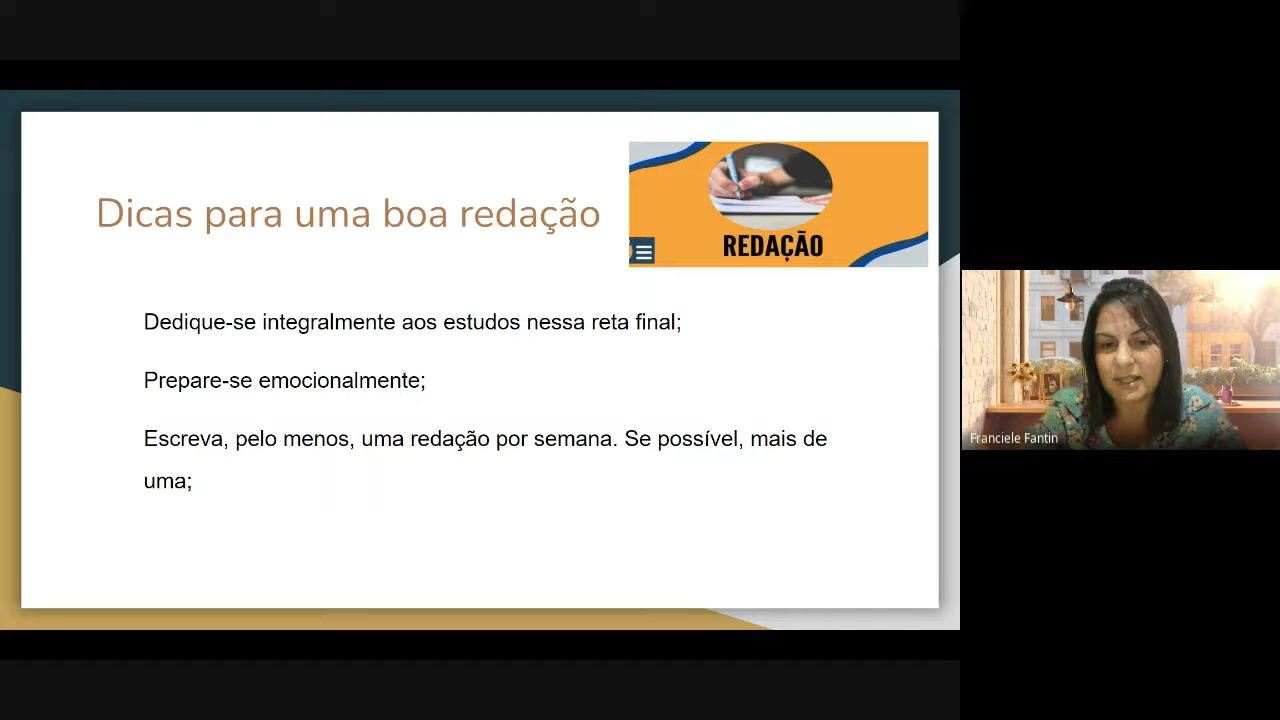 Dicas para uma boa redação
REDAÇÃO
Dedique-se integralmente aos estudos nessa reta final;
Prepare-se emocionalmente;
Escreva, pelo menos, uma redação por semana. Se possível, mais de
uma;
Franciele Fantin